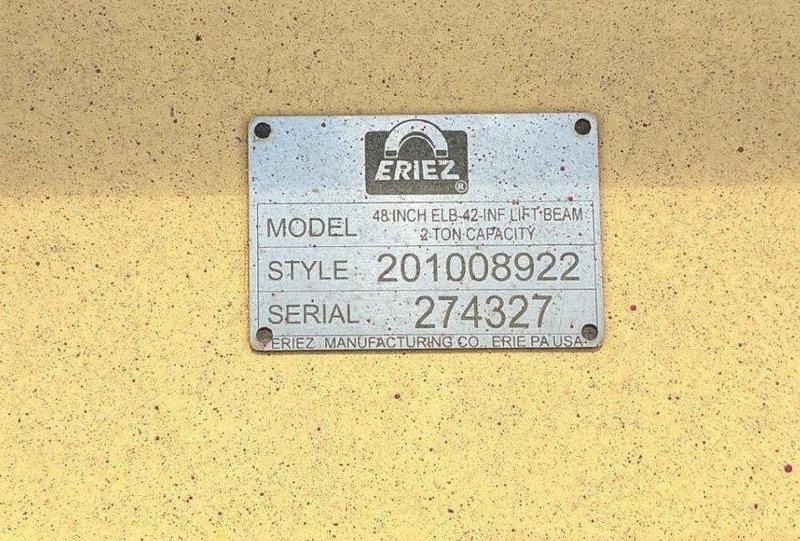 ERIEZ®
MODEL 48 INCH ELB-42-INF LIFT BEAM
2 TON CAPACITY
STYLE 201008922
SERIAL 274327
ERIEZ MANUFACTURING CO., ERIE PA USA